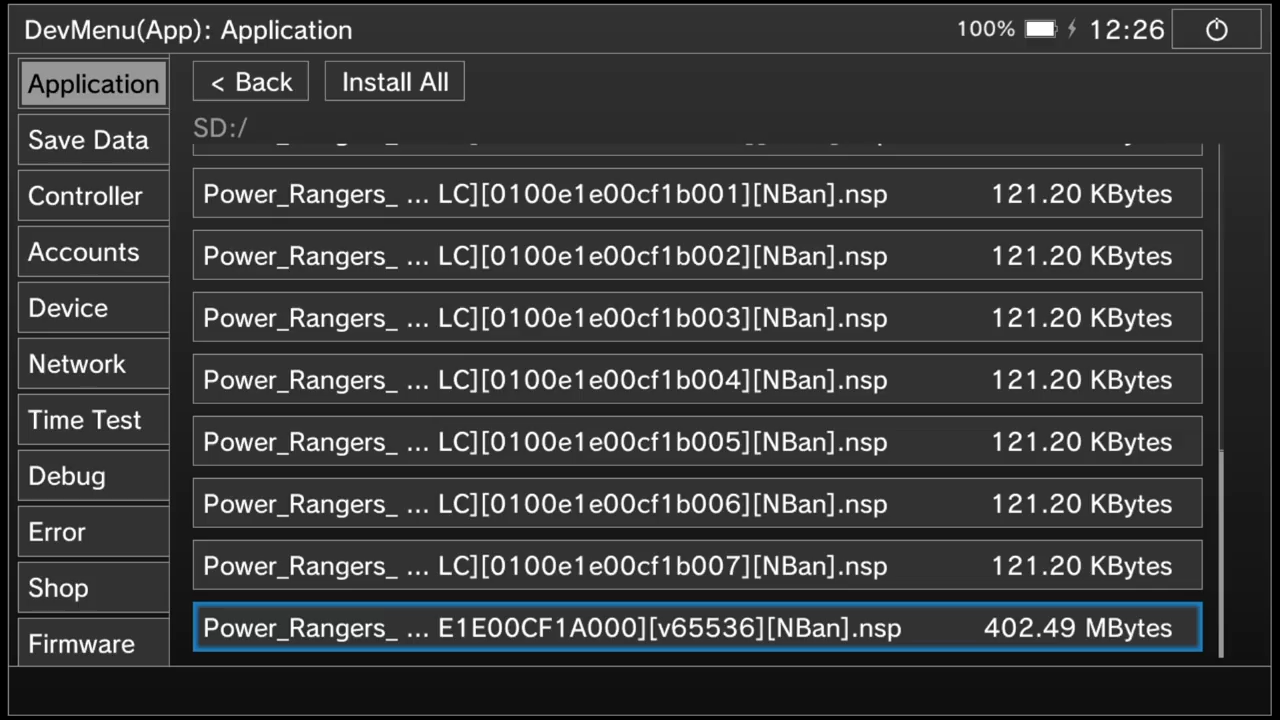 DevMenu(App): Application
100%
12:26
Application
Save Data
Controller
Accounts
Device
Network
Time Test
Debug
Error
Shop
Firmware
< Back
Install All
SD:/
Power_Rangers_ ... LC][0100e1e00cf1b001][NBan].nsp 121.20 KBytes
Power_Rangers_ ... LC][0100e1e00cf1b002][NBan].nsp 121.20 KBytes
Power_Rangers_ ... LC][0100e1e00cf1b003][NBan].nsp 121.20 KBytes
Power_Rangers_ ... LC][0100e1e00cf1b004][NBan].nsp 121.20 KBytes
Power_Rangers_ ... LC][0100e1e00cf1b005][NBan].nsp 121.20 KBytes
Power_Rangers_ ... LC][0100e1e00cf1b006][NBan].nsp 121.20 KBytes
Power_Rangers_ ... LC][0100e1e00cf1b007][NBan].nsp 121.20 KBytes
Power_Rangers_ ... E1E00CF1A000][v65536][NBan].nsp 402.49 MBytes